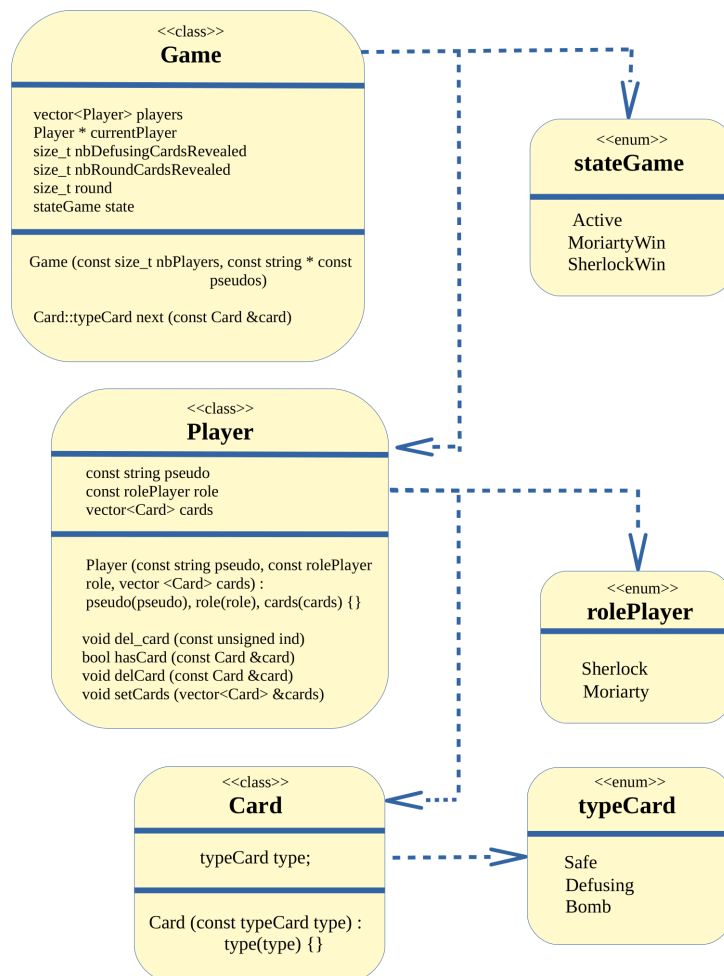 <<class>>
Game
vector<Player> players
Player * currentPlayer
size_t nbDefusingCardsRevealed
size_t nbRoundCardsRevealed
size_t round
stateGame state
Game (const size_t nbPlayers, const string * const
pseudos)
Card::typeCard next (const Card &card)
<<enum>>
stateGame
Active
MoriartyWin
SherlockWin
<<class>>
Player
const string pseudo
const rolePlayer role
vector<Card> cards
Player (const string pseudo, const rolePlayer
role, vector <Card> cards) :
pseudo(pseudo), role(role), cards(cards) {}
void del_card (const unsigned ind)
bool hasCard (const Card &card)
void delCard (const Card &card)
void setCards (vector<Card> &cards)
<<enum>>
rolePlayer
Sherlock
Moriarty
<<class>>
Card
typeCard type;
Card (const typeCard type) :
type(type) {}
<<enum>>
typeCard
Safe
Defusing
Bomb